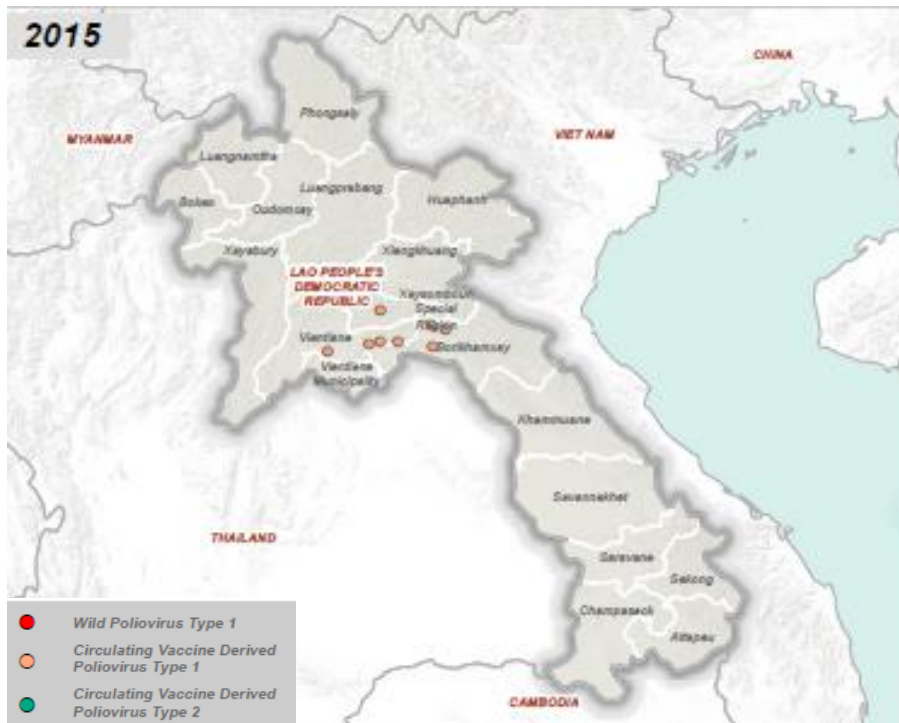 2015
CHINA
Phongsaly
MYANMAR
VIET NAM
Luangnamtha
Luangprabang
Bokeo
Oudomxay
Huaphanh
Xayabury
Xiengkhuang
LAO PEOPLE'S
DEMOCRATIC
REPUBLIC
Special
Vientiane
Borikhamxay
Vientiane
Municipality
Khammuane
Savannakhet
THAILAND
Saravane
Sekong
Champasack
Attapeu
CAMBODIA
Wild Poliovirus Type 1
Circulating Vaccine Derived
Poliovirus Type 1
Circulating Vaccine Derived
Poliovirus Type 2